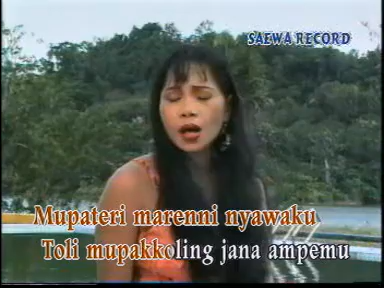 SAEWA RECORD
Mupateri marenni nyawaku
Toli mupakkoling jana ampemu